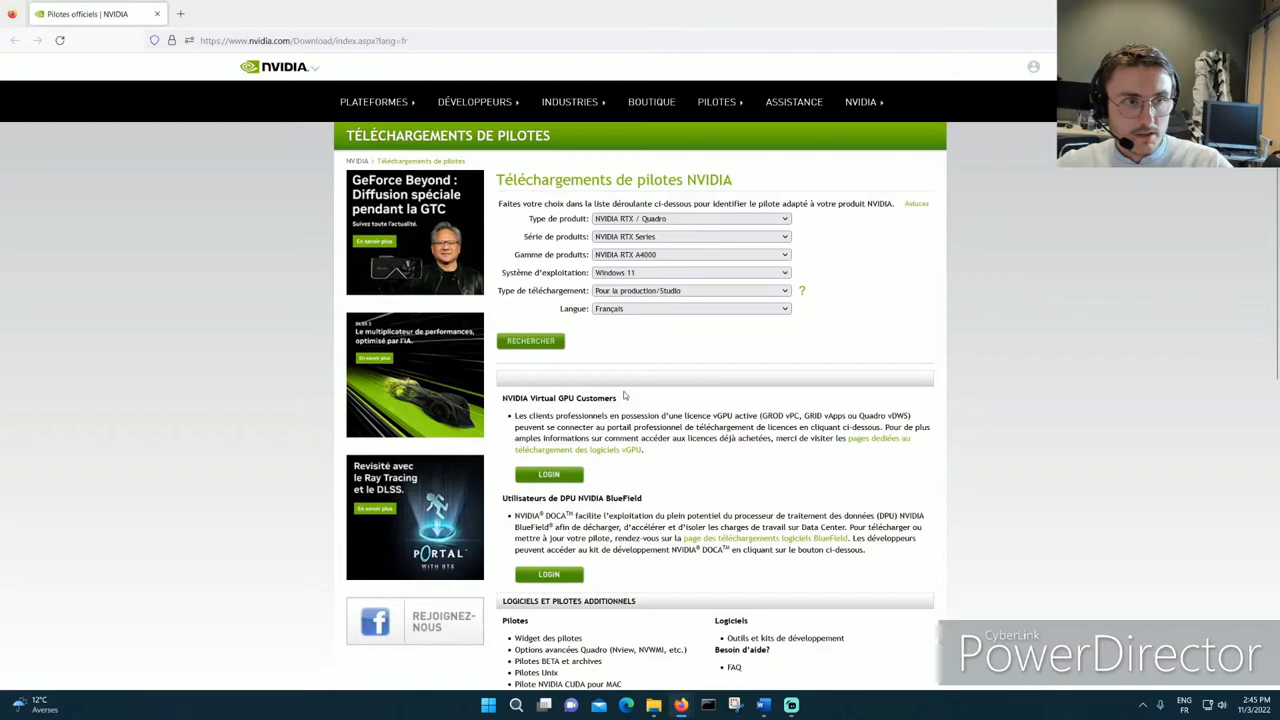 Pilotes officiels | NVIDIA
https://www.nvidia.com/Download/index.aspx?lang=fr
NVIDIA.
PLATEFORMES
DÉVELOPPEURS
INDUSTRIES
BOUTIQUE
PILOTES
ASSISTANCE
NVIDIA
TÉLÉCHARGEMENTS DE PILOTES
NVIDIA > Téléchargements de pilotes
GeForce Beyond :
Diffusion spéciale
pendant la GTC
Suivez toute l'actualité.
En savoir plus
DLSS 3
Le multiplicateur de performances,
optimisé par l'IA.
En savoir plus
Revisité avec
le Ray Tracing
et le DLSS.
En savoir plus
PORTAL
WITH RTX
REJOIGNEZ-
NOUS
Téléchargements de pilotes NVIDIA
Faites votre choix dans la liste déroulante ci-dessous pour identifier le pilote adapté à votre produit NVIDIA.
Astuces
Type de produit: NVIDIA RTX / Quadro
Série de produits: NVIDIA RTX Series
Gamme de produits: NVIDIA RTX A4000
Système d'exploitation: Windows 11
Type de téléchargement: Pour la production/Studio ?
Langue: Français
RECHERCHER
NVIDIA Virtual GPU Customers
• Les clients professionnels en possession d'une licence vGPU active (GROD vPC, GRID vApps ou Quadro vDWS)
peuvent se connecter au portail professionnel de téléchargement de licences en cliquant ci-dessous. Pour de plus
amples informations sur comment accéder aux licences déjà achetées, merci de visiter les pages dediées au
téléchargement des logiciels vGPU.
LOGIN
Utilisateurs de DPU NVIDIA BlueField
• NVIDIA® DOCA™ facilite l'exploitation du plein potentiel du processeur de traitement des données (DPU) NVIDIA
BlueField® afin de décharger, d'accélérer et d'isoler les charges de travail sur Data Center. Pour télécharger ou
mettre à jour votre pilote, rendez-vous sur la page des téléchargements logiciels BlueField. Les développeurs
peuvent accéder au kit de développement NVIDIA® DOCA™ en cliquant sur le bouton ci-dessous.
LOGIN
LOGICIELS ET PILOTES ADDITIONNELS
Pilotes
• Widget des pilotes
• Options avancées Quadro (Nview, NVWMI, etc.)
• Pilotes BETA et archives
• Pilotes Unix
• Pilote NVIDIA CUDA pour MAC
Logiciels
• Outils et kits de développement
Besoin d'aide?
• FAQ
CyberLink
PowerDirector
12°C
Averses
ENG
FR
2:45 PM
11/3/2022